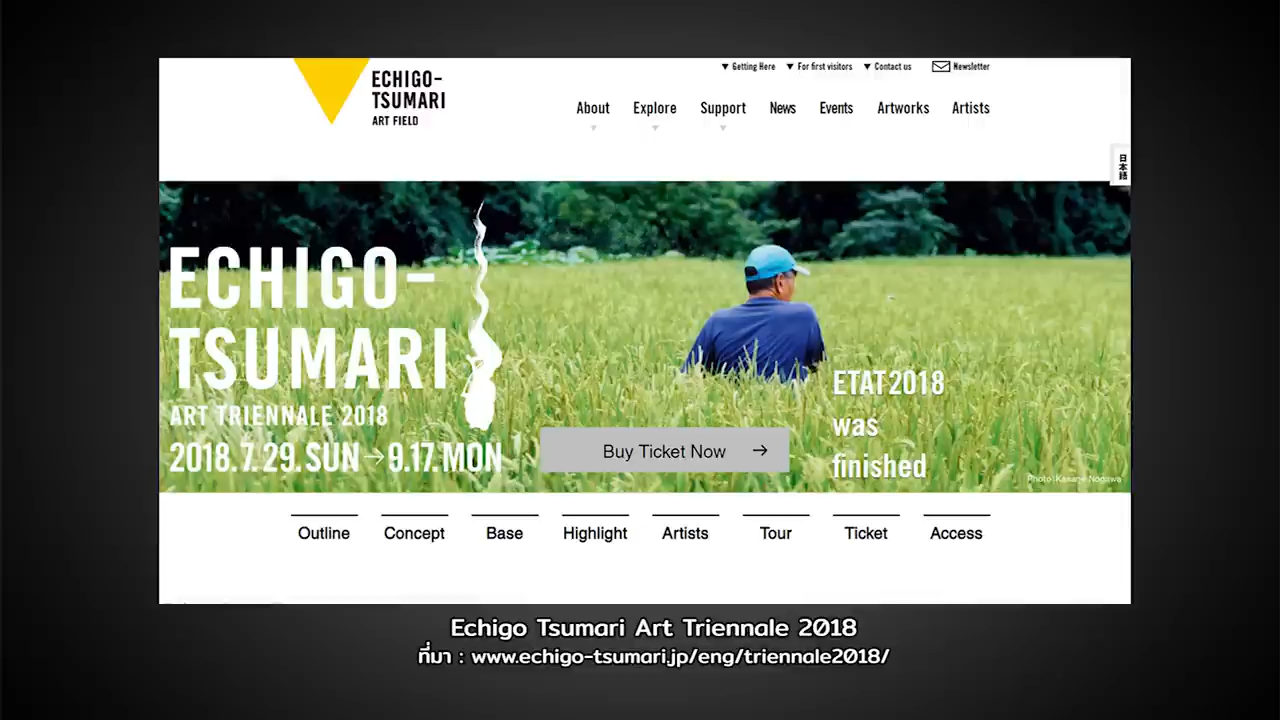 ECHIGO-
TSUMARI
ART FIELD
Getting Here
For first visitors
Contact us
Newsletter
About
Explore
Support
News
Events
Artworks
Artists
日本語
ECHIGO-
TSUMARI
ART TRIENNALE 2018
2018.7.29.SUN→9.17.MON
Buy Ticket Now →
ETAT2018
was
finished
Photo:Kasane Nogawa
Outline
Concept
Base
Highlight
Artists
Tour
Ticket
Access
Echigo Tsumari Art Triennale 2018
ที่มา : www.echigo-tsumari.jp/eng/triennale2018/